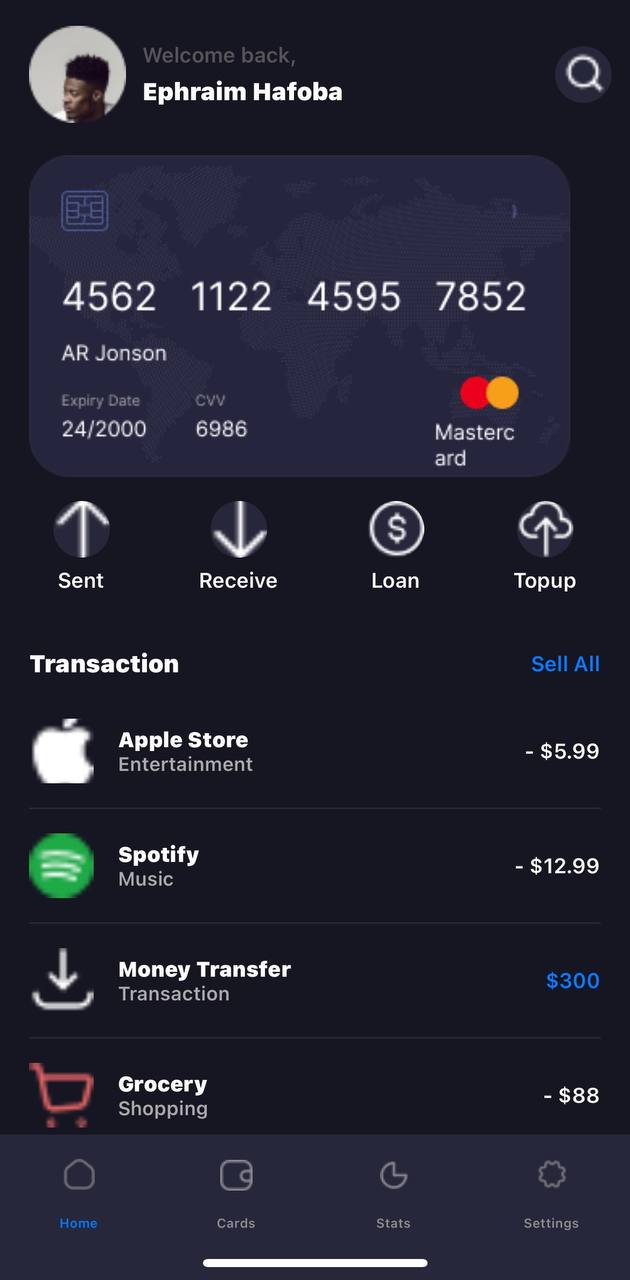 Welcome back,
Ephraim Hafoba
4562 1122 4595 7852
AR Jonson
Expiry Date CVV
24/2000 6986
Masterc
ard
Sent Receive Loan Topup
Transaction Sell All
Apple Store
Entertainment
- $5.99
Spotify
Music
- $12.99
Money Transfer
Transaction
$300
Grocery
Shopping
- $88
Home Cards Stats Settings